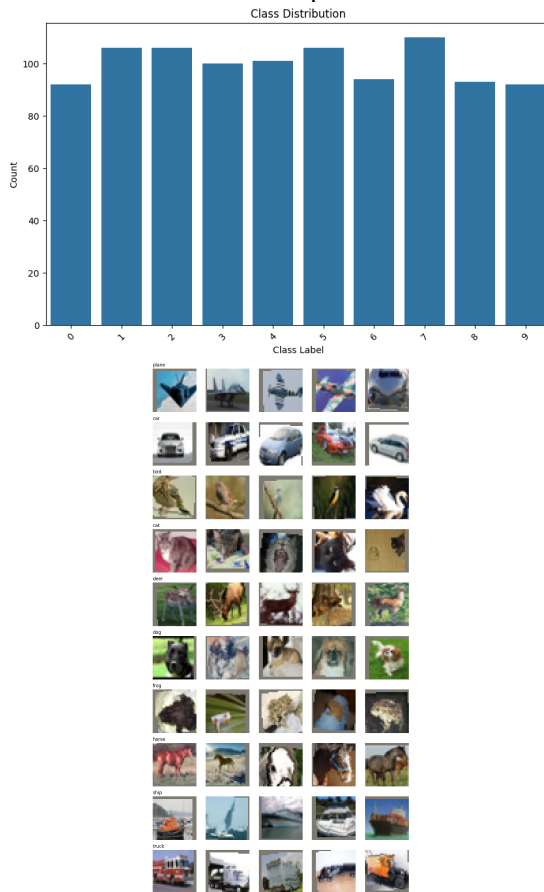 Class Distribution
Count
100
80
60
40
20
0
0 1 2 3 4 5 6 7 8 9
Class Label
plane
car
bird
cat
deer
dog
frog
horse
ship
truck